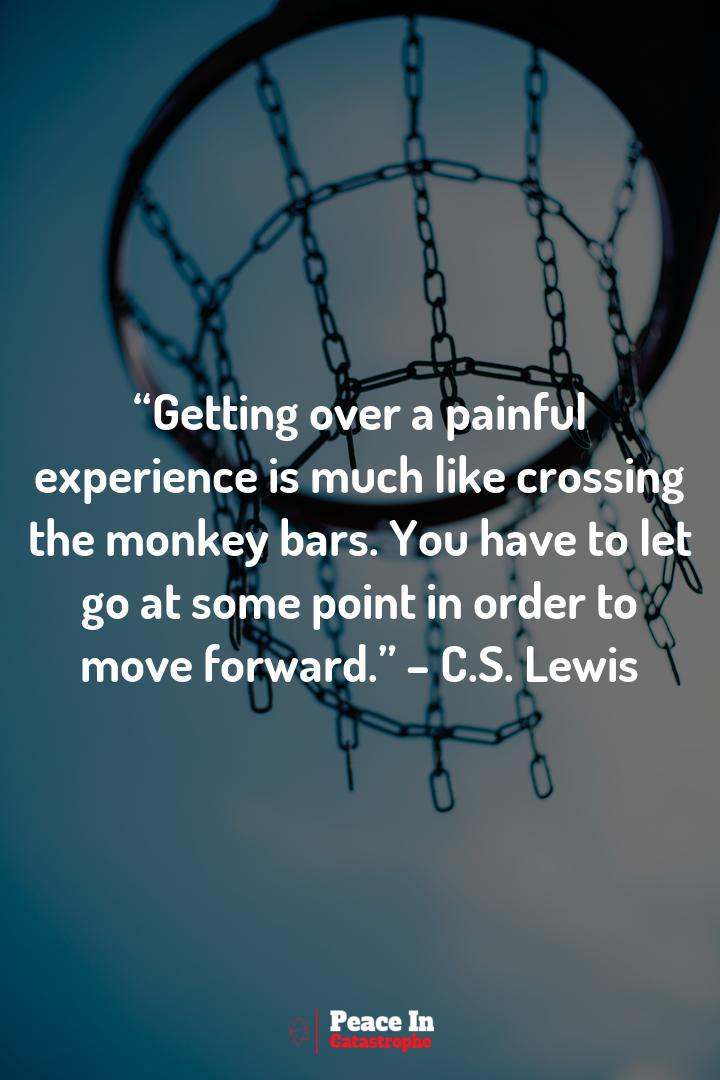 “Getting over a painful
experience is much like crossing
the monkey bars. You have to let
go at some point in order to
move forward.” – C.S. Lewis
Peace In
Catastrophe